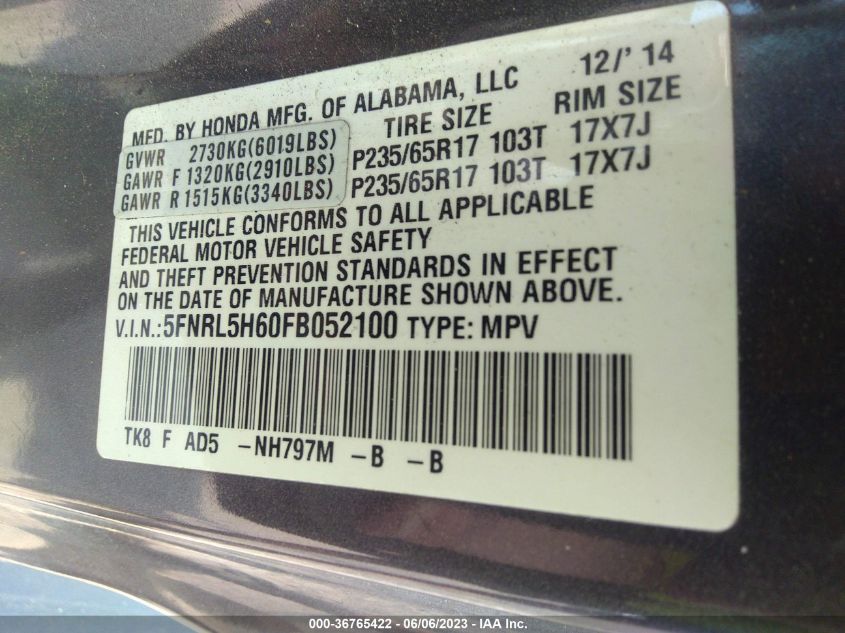 MFD. BY HONDA MFG. OF ALABAMA, LLC 12/' 14
TIRE SIZE RIM SIZE
GVWR 2730KG(6019LBS)
GAWR F 1320KG(2910LBS) P235/65R17 103T 17X7J
GAWR R 1515KG(3340LBS) P235/65R17 103T 17X7J
THIS VEHICLE CONFORMS TO ALL APPLICABLE
FEDERAL MOTOR VEHICLE SAFETY
AND THEFT PREVENTION STANDARDS IN EFFECT
ON THE DATE OF MANUFACTURE SHOWN ABOVE.
V.I.N.:5FNRL5H60FB052100 TYPE: MPV
TK8 F AD5 -NH797M -B -B
000-36765422 - 06/06/2023 - IAA Inc.